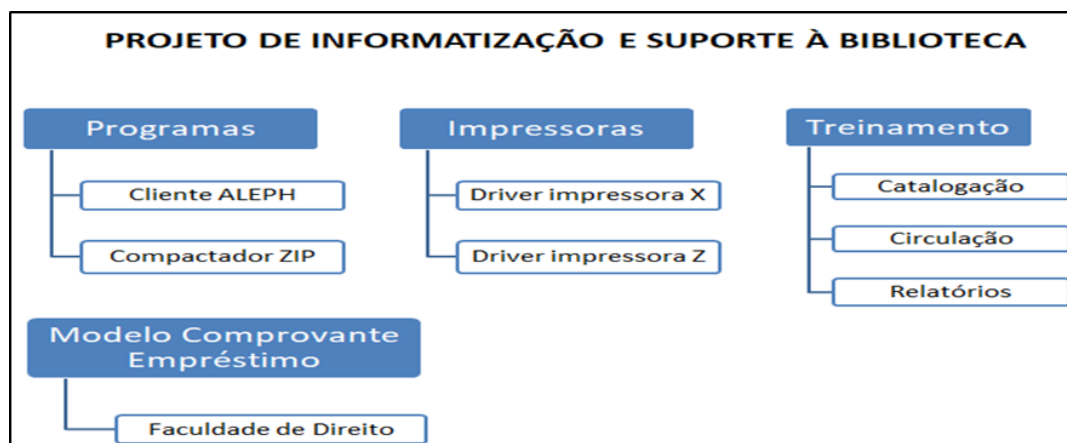 PROJETO DE INFORMATIZAÇÃO E SUPORTE À BIBLIOTECA
Programas
Cliente ALEPH
Compactador ZIP
Impressoras
Driver impressora X
Driver impressora Z
Treinamento
Catalogação
Circulação
Relatórios
Modelo Comprovante
Empréstimo
Faculdade de Direito